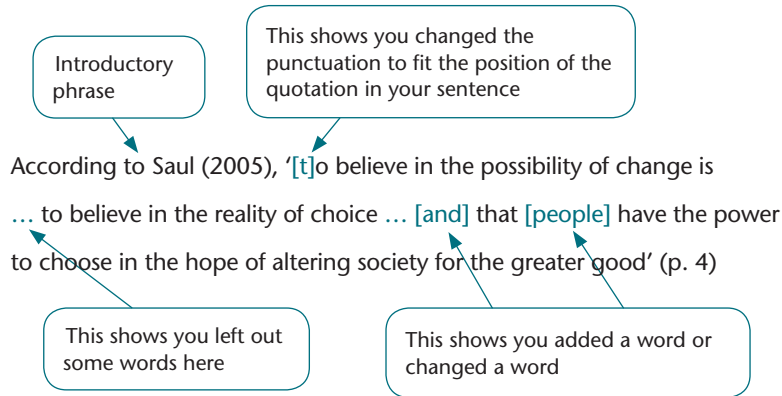 Introductory
phrase
This shows you changed the
punctuation to fit the position of the
quotation in your sentence
According to Saul (2005), ‘[t]o believe in the possibility of change is
… to believe in the reality of choice … [and] that [people] have the power
to choose in the hope of altering society for the greater good’ (p. 4)
This shows you left out
some words here
This shows you added a word or
changed a word